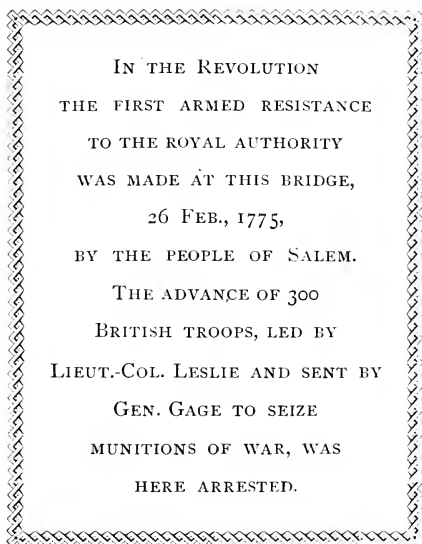 In the Revolution
the first armed resistance
to the royal authority
was made at this bridge,
26 Feb., 1775,
by the people of Salem.
The advance of 300
British troops, led by
Lieut.-Col. Leslie and sent by
Gen. Gage to seize
munitions of war, was
here arrested.